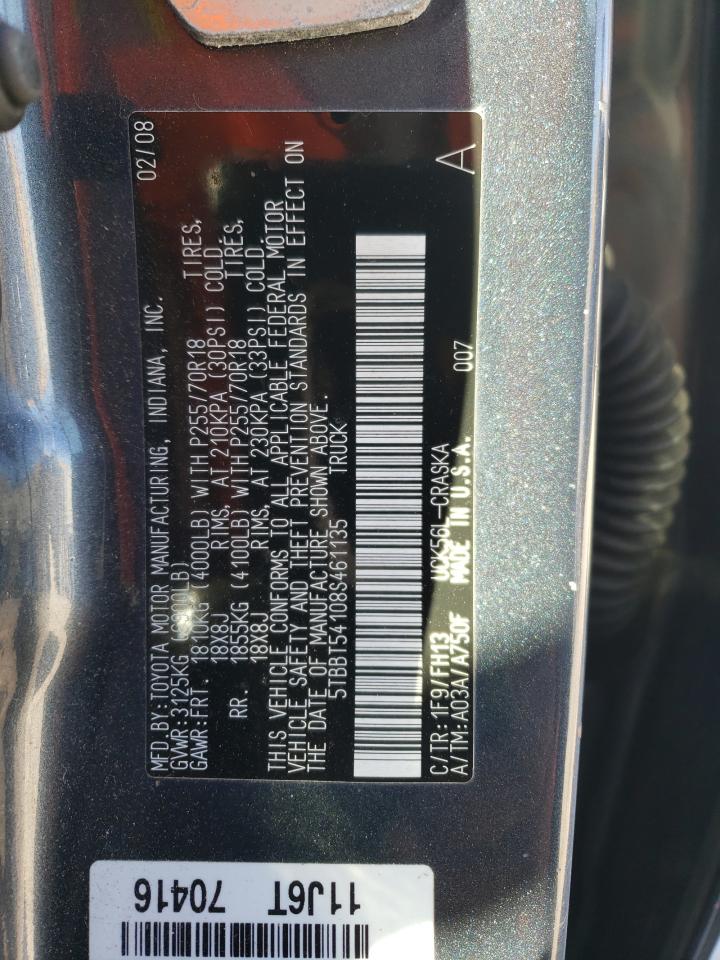 MFD.BY:TOYOTA MOTOR MANUFACTURING, INDIANA, INC. 02/08
GVWR:3125KG (6900LB)
GAWR:FRT. 1810KG (4000LB) WITH P255/70R18 TIRES,
18X8J RIMS, AT 210KPA (30PSI) COLD.
RR. 1855KG (4100LB) WITH P255/70R18 TIRES,
18X8J RIMS, AT 230KPA (33PSI) COLD.
THIS VEHICLE CONFORMS TO ALL APPLICABLE FEDERAL MOTOR
VEHICLE SAFETY AND THEFT PREVENTION STANDARDS IN EFFECT ON
THE DATE OF MANUFACTURE SHOWN ABOVE.
5TBBT54108S461135 TRUCK
C/TR:1F9/FH13 UCK56L-CRASKA
A/TM:A03A/A750F MADE IN U.S.A. 007 A
11J6T 70416